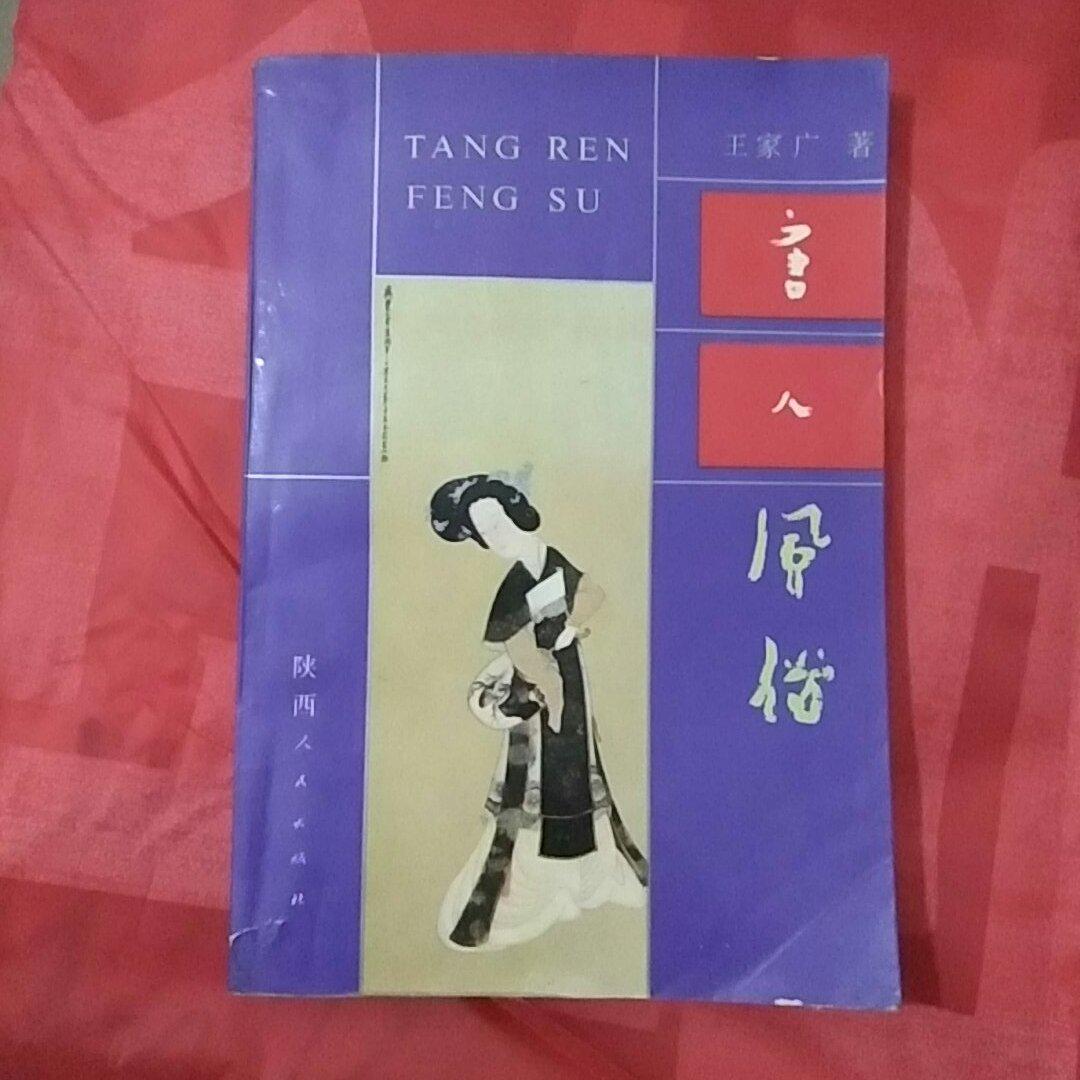 TANG REN
FENG SU
王家广 著
唐
人
风
俗
陕西人民出版社